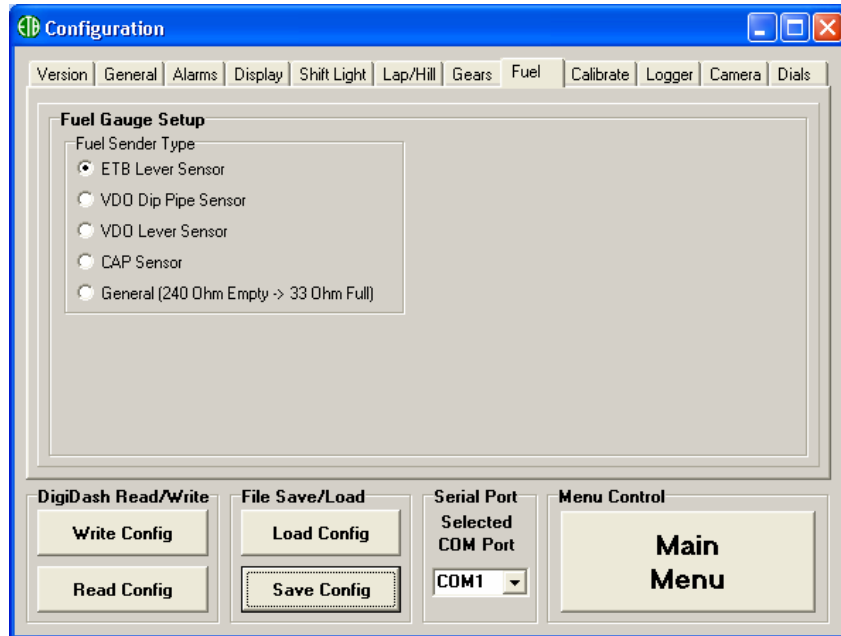 ETB Configuration
Version General Alarms Display Shift Light Lap/Hill Gears Fuel Calibrate Logger Camera Dials
Fuel Gauge Setup
Fuel Sender Type
ETB Lever Sensor
VDO Dip Pipe Sensor
VDO Lever Sensor
CAP Sensor
General (240 Ohm Empty -> 33 Ohm Full)
DigiDash Read/Write
Write Config
Read Config
File Save/Load
Load Config
Save Config
Serial Port
Selected
COM Port
COM1
Menu Control
Main
Menu